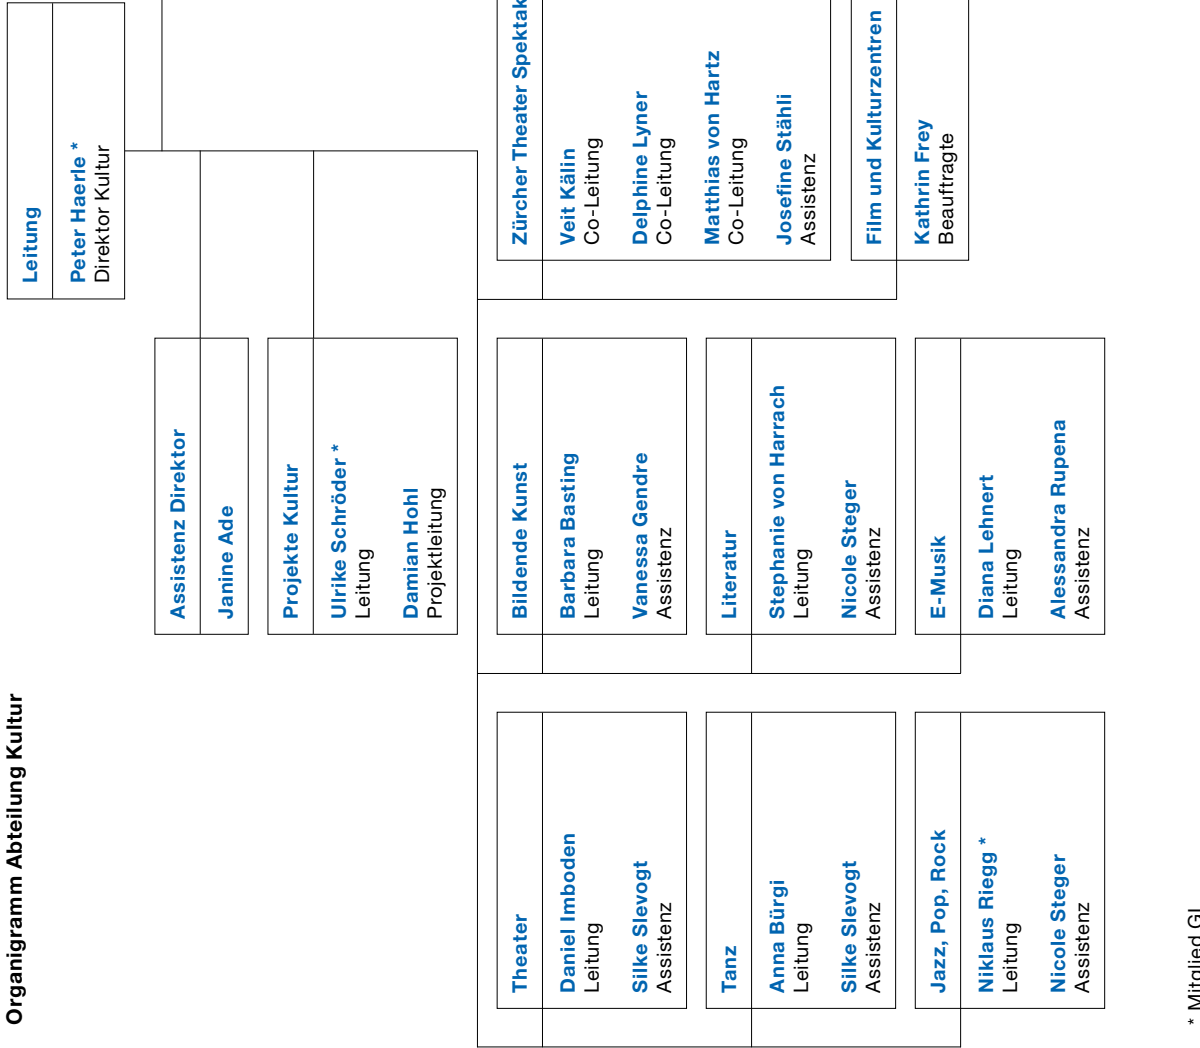 Organigramm Abteilung Kultur
Leitung
Peter Haerle *
Direktor Kultur
Assistenz Direktor
Janine Ade
Projekte Kultur
Ulrike Schröder *
Leitung
Damian Hohl
Projektleitung
Theater
Daniel Imboden
Leitung
Silke Slevogt
Assistenz
Bildende Kunst
Barbara Basting
Leitung
Vanessa Gendre
Assistenz
Zürcher Theater Spektak
Veit Kälin
Co-Leitung
Delphine Lyner
Co-Leitung
Matthias von Hartz
Co-Leitung
Josefine Stähli
Assistenz
Tanz
Anna Bürgi
Leitung
Silke Slevogt
Assistenz
Literatur
Stephanie von Harrach
Leitung
Nicole Steger
Assistenz
Film und Kulturzentren
Kathrin Frey
Beauftragte
Jazz, Pop, Rock
Niklaus Riegg *
Leitung
Nicole Steger
Assistenz
E-Musik
Diana Lehnert
Leitung
Alessandra Rupena
Assistenz
* Mitglied GL